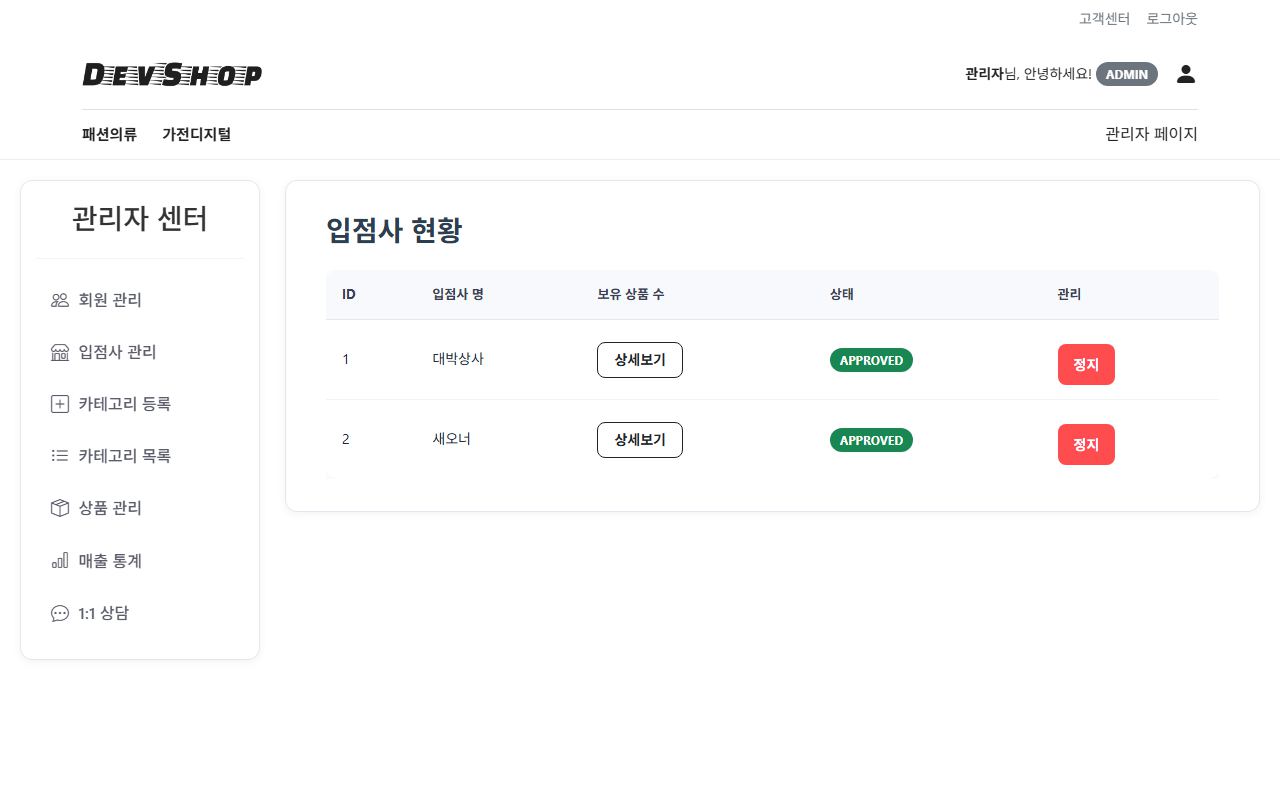 고객센터 로그아웃
DEVSHOP
관리자님, 안녕하세요! ADMIN
패션의류 가전디지털 관리자 페이지
관리자 센터
회원 관리
입점사 관리
카테고리 등록
카테고리 목록
상품 관리
매출 통계
1:1 상담
입점사 현황
ID 입점사 명 보유 상품 수 상태 관리
1 대박상사 상세보기 APPROVED 정지
2 새오너 상세보기 APPROVED 정지